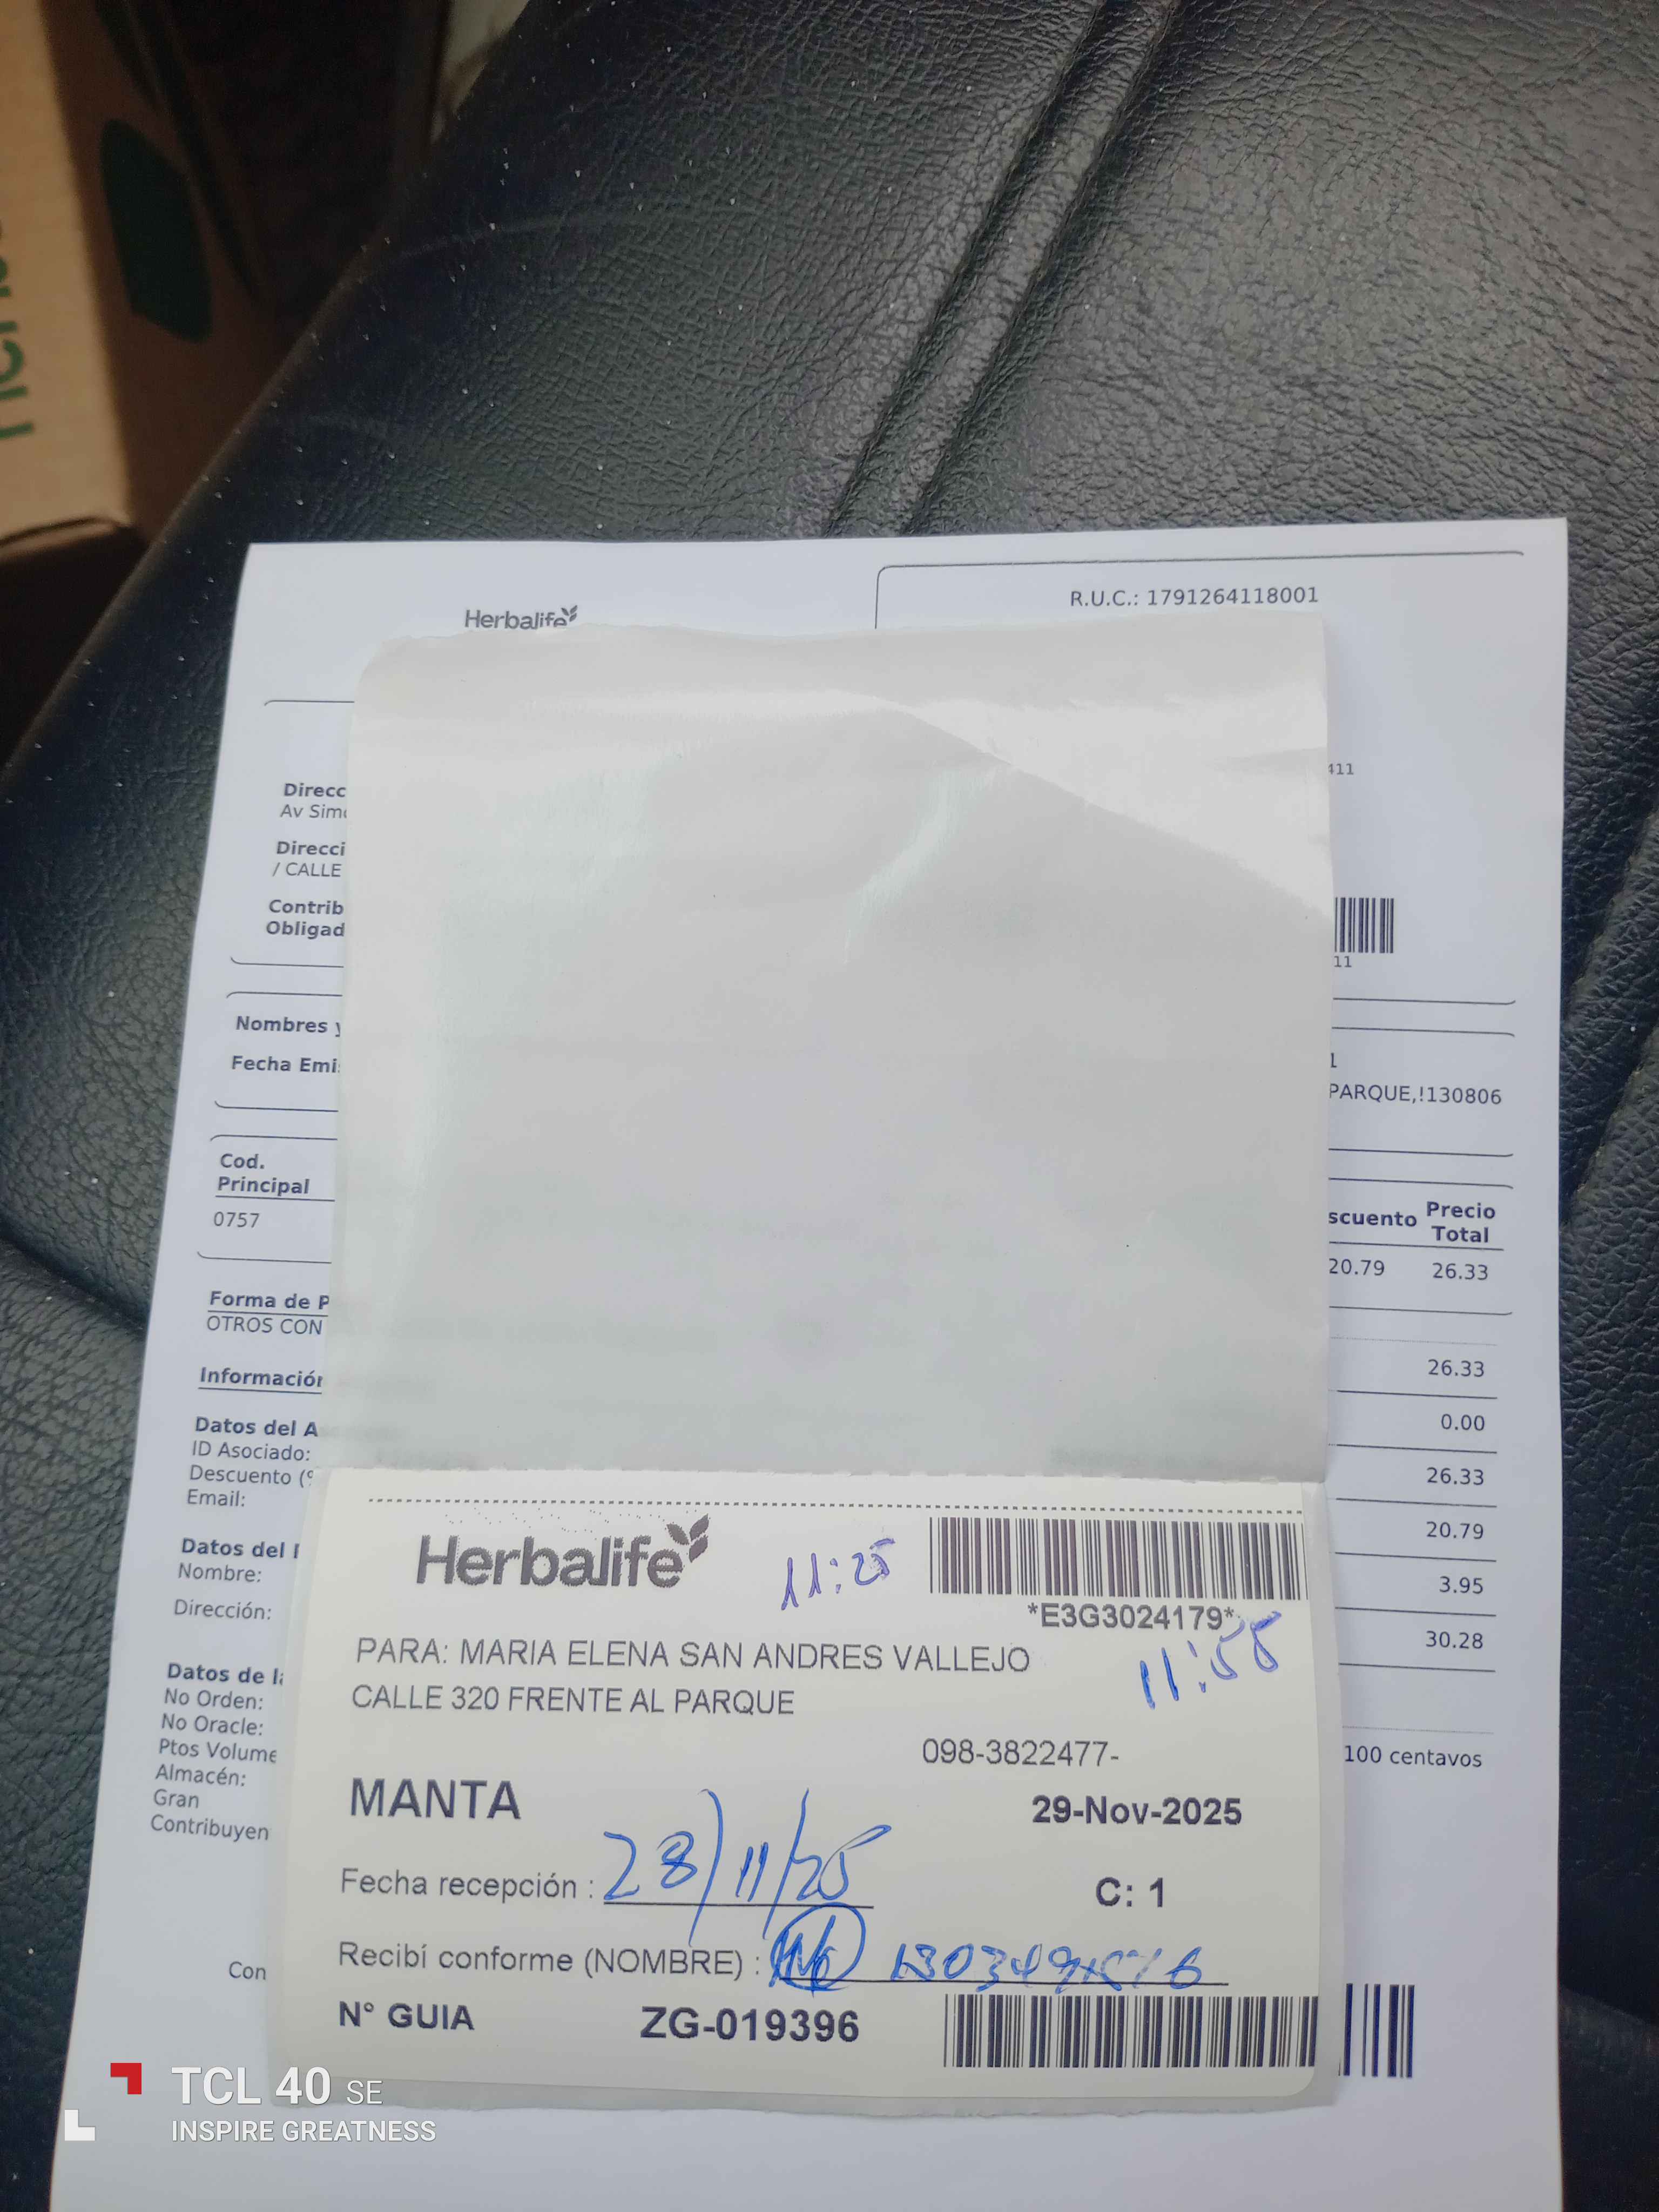 Herbalife
R.U.C.: 1791264118001
411
Direcc
Av Sim
Direcci
/ CALLE
Contrib
Obligad
11
Nombres y
1
Fecha Emi
PARQUE,!130806
Cod.
Principal
scuento Precio
Total
0757
20.79 26.33
Forma de P
OTROS CON
26.33
Información
0.00
Datos del A
ID Asociado:
26.33
Descuento (%
Email:
20.79
Datos del
Nombre:
3.95
Dirección:
30.28
Datos de la
No Orden:
No Oracle:
Ptos Volume
100 centavos
Almacén:
Gran
Contribuyen
Con
Herbalife 11:25
*E3G3024179*
PARA: MARIA ELENA SAN ANDRES VALLEJO
11:58
CALLE 320 FRENTE AL PARQUE
098-3822477-
MANTA 29-Nov-2025
Fecha recepción : 28/11/25 C: 1
Recibí conforme (NOMBRE) :
N° GUIA ZG-019396
TCL 40 SE
INSPIRE GREATNESS